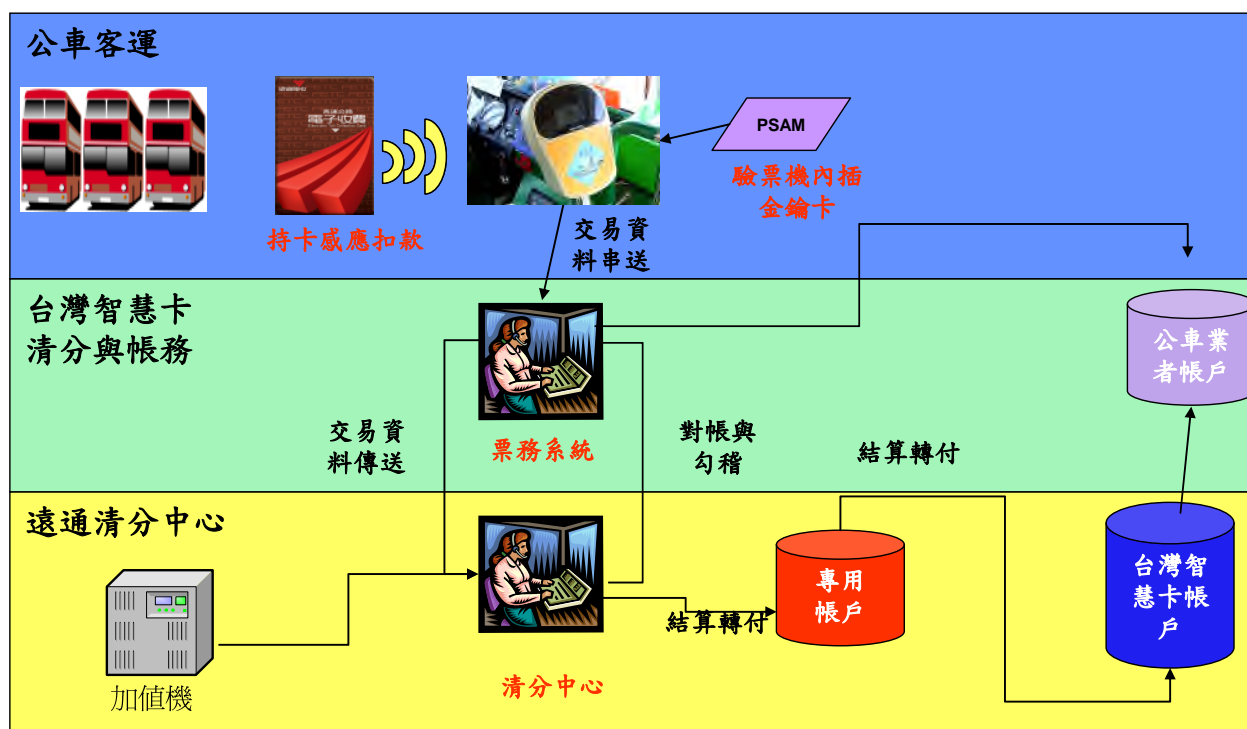 公車客運
電子收費
PSAM
驗票機內插
金鑰卡
持卡感應扣款
交易資
料串送
台灣智慧卡
清分與帳務
公車業
者帳戶
交易資
料傳送
票務系統
對帳與
勾稽
結算轉付
遠通清分中心
專用
帳戶
台灣智
慧卡帳
戶
結算轉付
加值機
清分中心